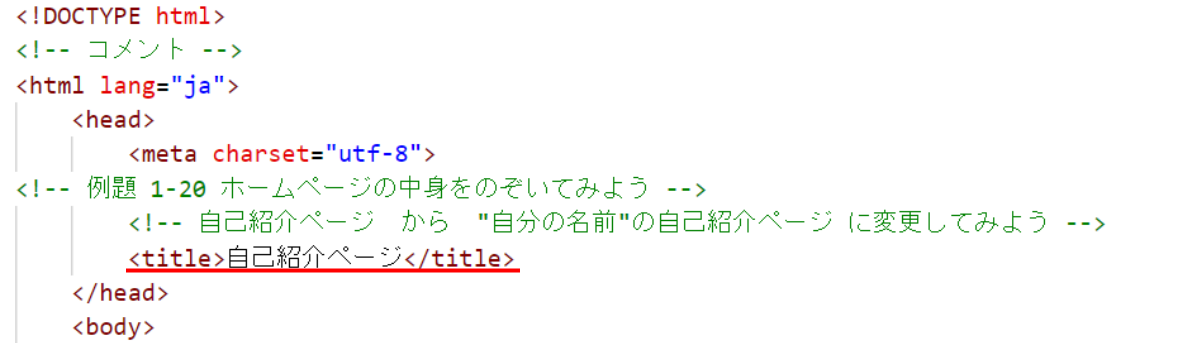 <!DOCTYPE html>
<!-- コメント -->
<html lang="ja">
<head>
<meta charset="utf-8">
<!-- 例題 1-20 ホームページの中身をのぞいてみよう -->
<!-- 自己紹介ページ　から　"自分の名前"の自己紹介ページ に変更してみよう -->
<title>自己紹介ページ</title>
</head>
<body>